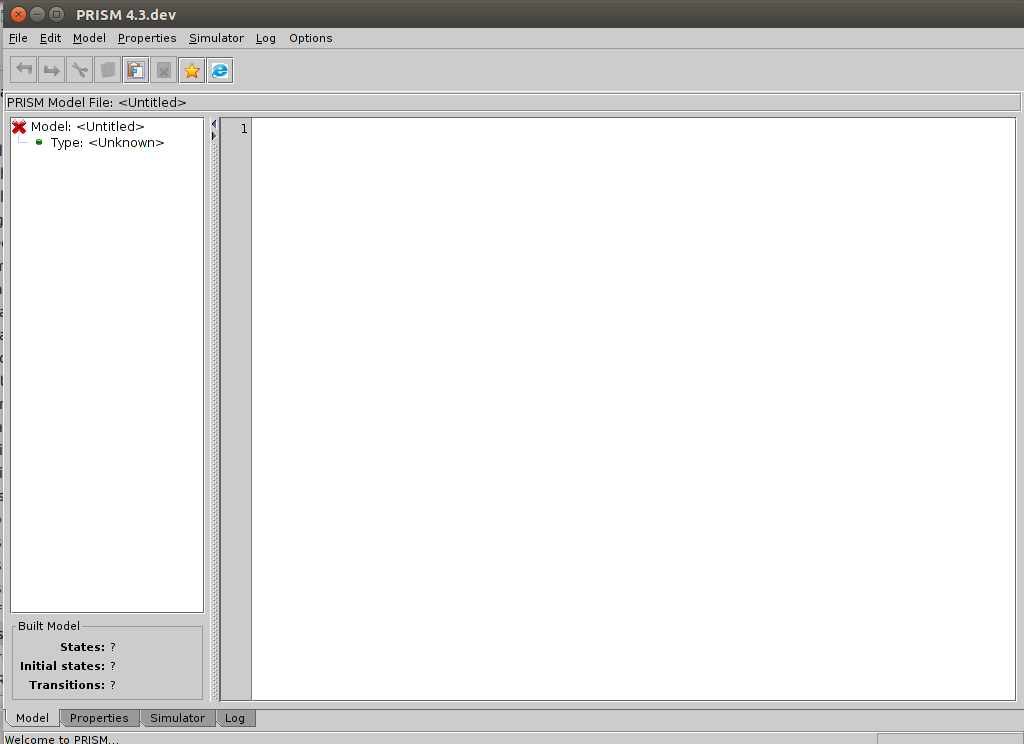 PRISM 4.3.dev
File Edit Model Properties Simulator Log Options
PRISM Model File: <Untitled>
Model: <Untitled>
Type: <Unknown>
1
Built Model
States: ?
Initial states: ?
Transitions: ?
Model Properties Simulator Log
Welcome to PRISM...